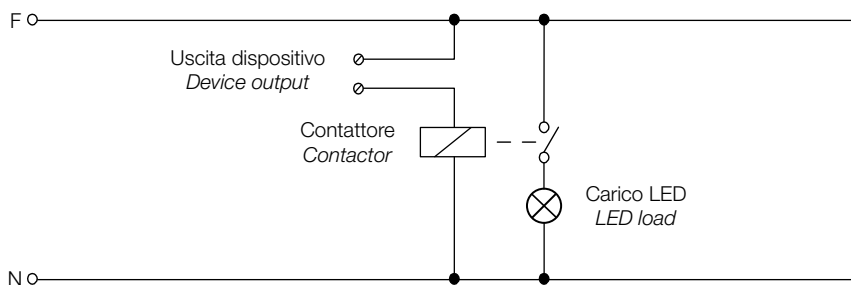 F
Uscita dispositivo
Device output
Contattore
Contactor
Carico LED
LED load
N